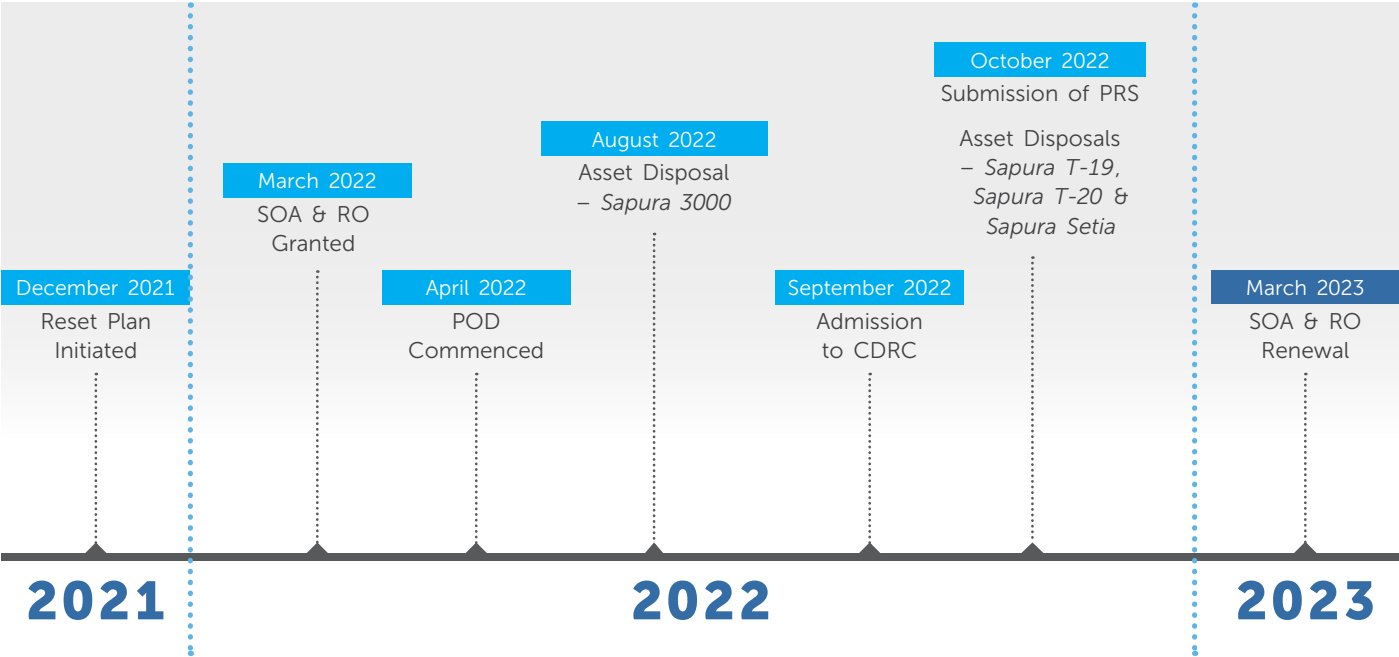 December 2021
Reset Plan
Initiated
March 2022
SOA & RO
Granted
April 2022
POD
Commenced
August 2022
Asset Disposal
– Sapura 3000
September 2022
Admission
to CDRC
October 2022
Submission of PRS
Asset Disposals
– Sapura T-19,
Sapura T-20 &
Sapura Setia
March 2023
SOA & RO
Renewal
2021
2022
2023